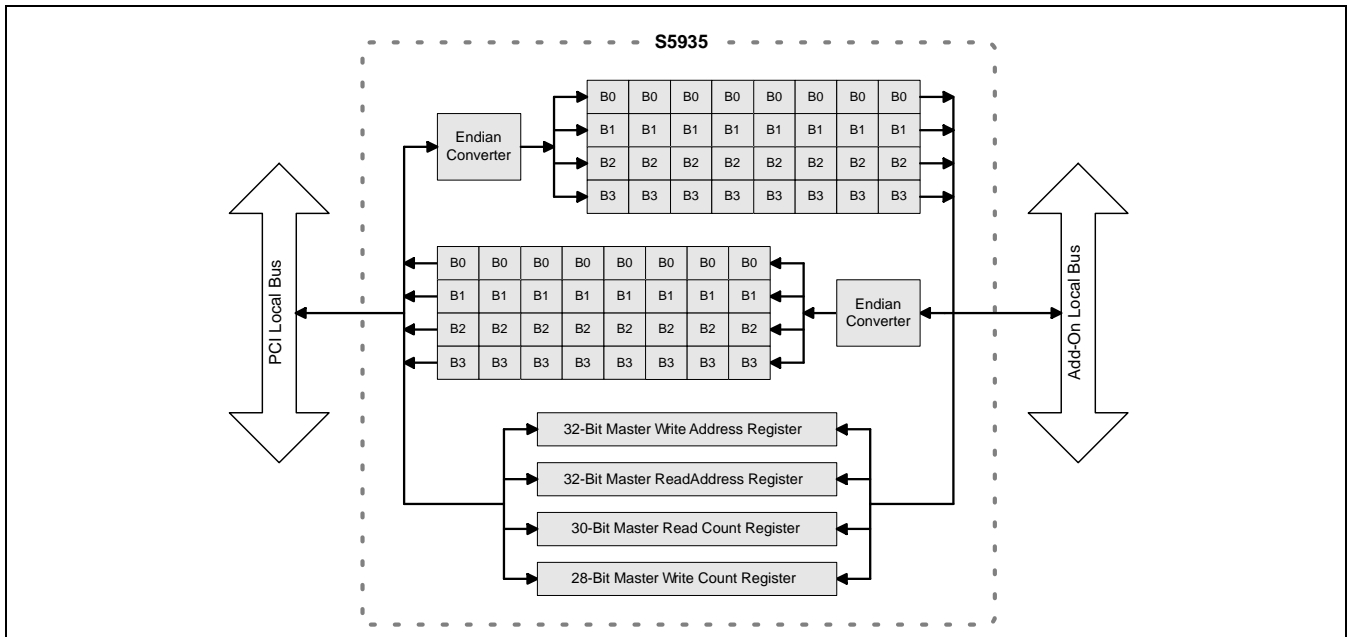 S5935
B0 B0 B0 B0 B0 B0 B0 B0
Endian
Converter
B1 B1 B1 B1 B1 B1 B1 B1
B2 B2 B2 B2 B2 B2 B2 B2
B3 B3 B3 B3 B3 B3 B3 B3
PCI Local Bus
B0 B0 B0 B0 B0 B0 B0 B0
B1 B1 B1 B1 B1 B1 B1 B1
B2 B2 B2 B2 B2 B2 B2 B2
B3 B3 B3 B3 B3 B3 B3 B3
Endian
Converter
Add-On Local Bus
32-Bit Master Write Address Register
32-Bit Master ReadAddress Register
30-Bit Master Read Count Register
28-Bit Master Write Count Register